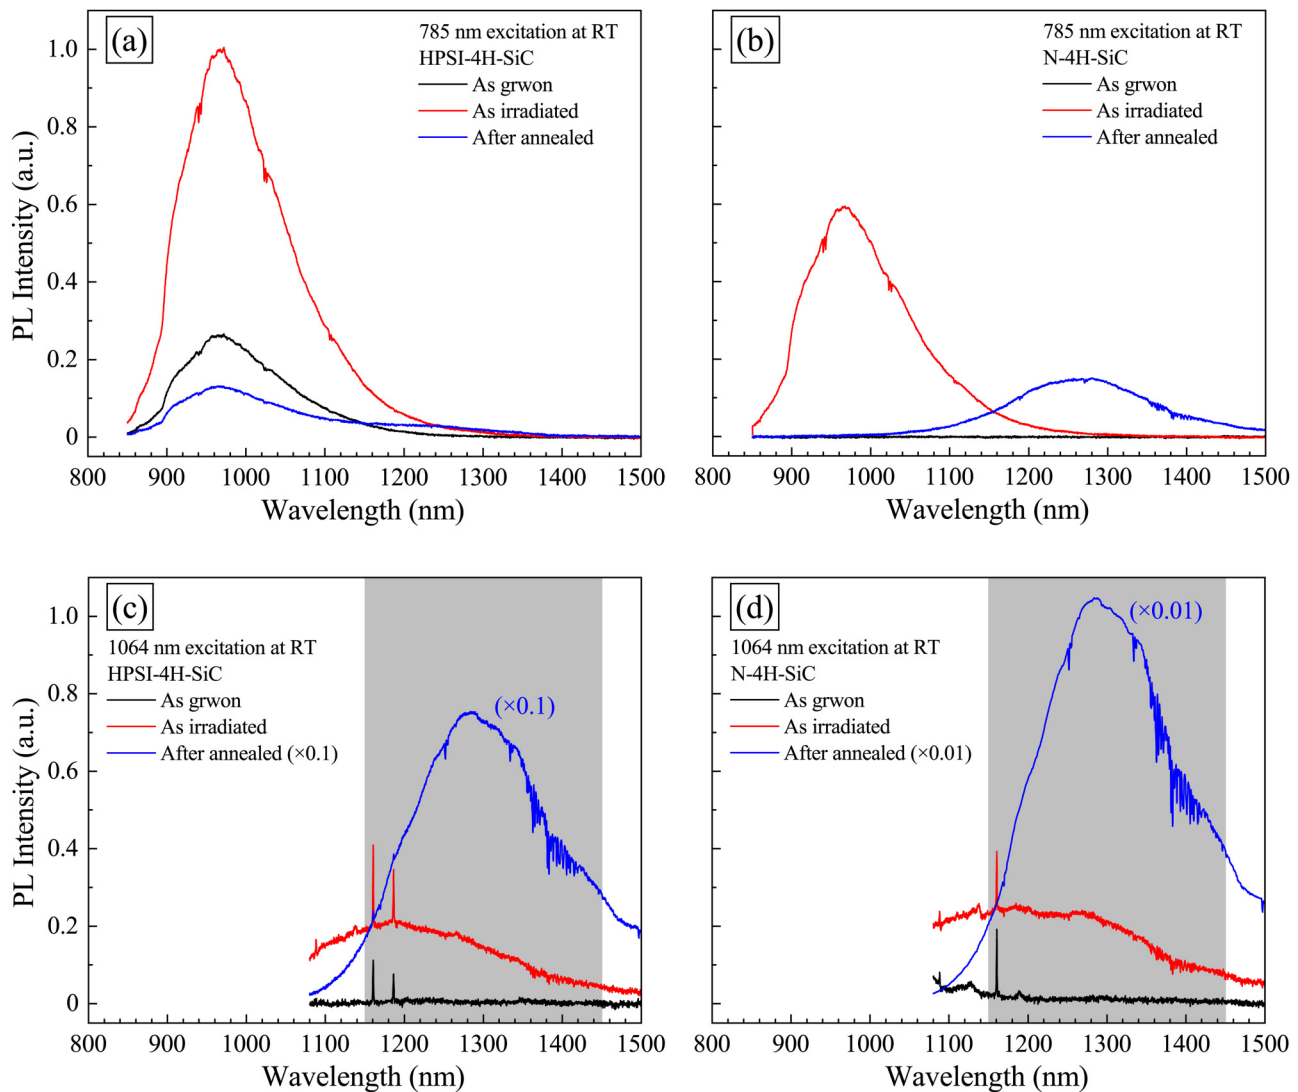 (a)
785 nm excitation at RT
HPSI-4H-SiC
As grwon
As irradiated
After annealed
PL Intensity (a.u.)
1.0
0.8
0.6
0.4
0.2
0
800 900 1000 1100 1200 1300 1400 1500
Wavelength (nm)
(b)
785 nm excitation at RT
N-4H-SiC
As grwon
As irradiated
After annealed
800 900 1000 1100 1200 1300 1400 1500
Wavelength (nm)
(c)
1064 nm excitation at RT
HPSI-4H-SiC
As grwon
As irradiated
After annealed (×0.1)
(×0.1)
PL Intensity (a.u.)
1.0
0.8
0.6
0.4
0.2
0
800 900 1000 1100 1200 1300 1400 1500
Wavelength (nm)
(d)
1064 nm excitation at RT
N-4H-SiC
As grwon
As irradiated
After annealed (×0.01)
(×0.01)
800 900 1000 1100 1200 1300 1400 1500
Wavelength (nm)